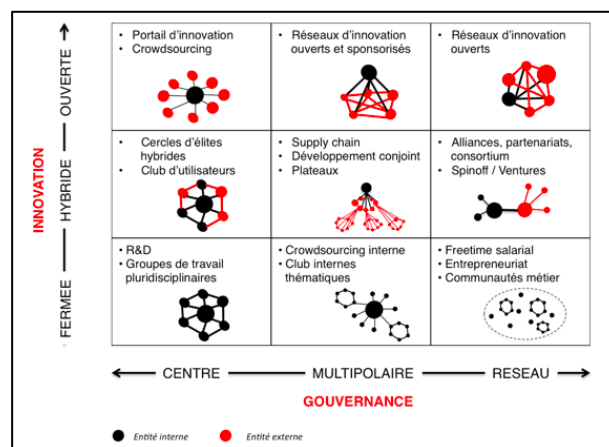 INNOVATION
OUVERTE
HYBRIDE
FERMEE
• Portail d'innovation
• Crowdsourcing
• Réseaux d'innovation
ouverts et sponsorisés
• Réseaux d'innovation
ouverts
• Cercles d'élites
hybrides
• Club d'utilisateurs
• Supply chain
• Développement conjoint
• Plateaux
• Alliances, partenariats,
consortium
• Spinoff / Ventures
• R&D
• Groupes de travail
pluridisciplinaires
• Crowdsourcing interne
• Club internes
thématiques
• Freetime salarial
• Entrepreneuriat
• Communautés métier
CENTRE
MULTIPOLAIRE
RESEAU
GOUVERNANCE
Entité interne
Entité externe